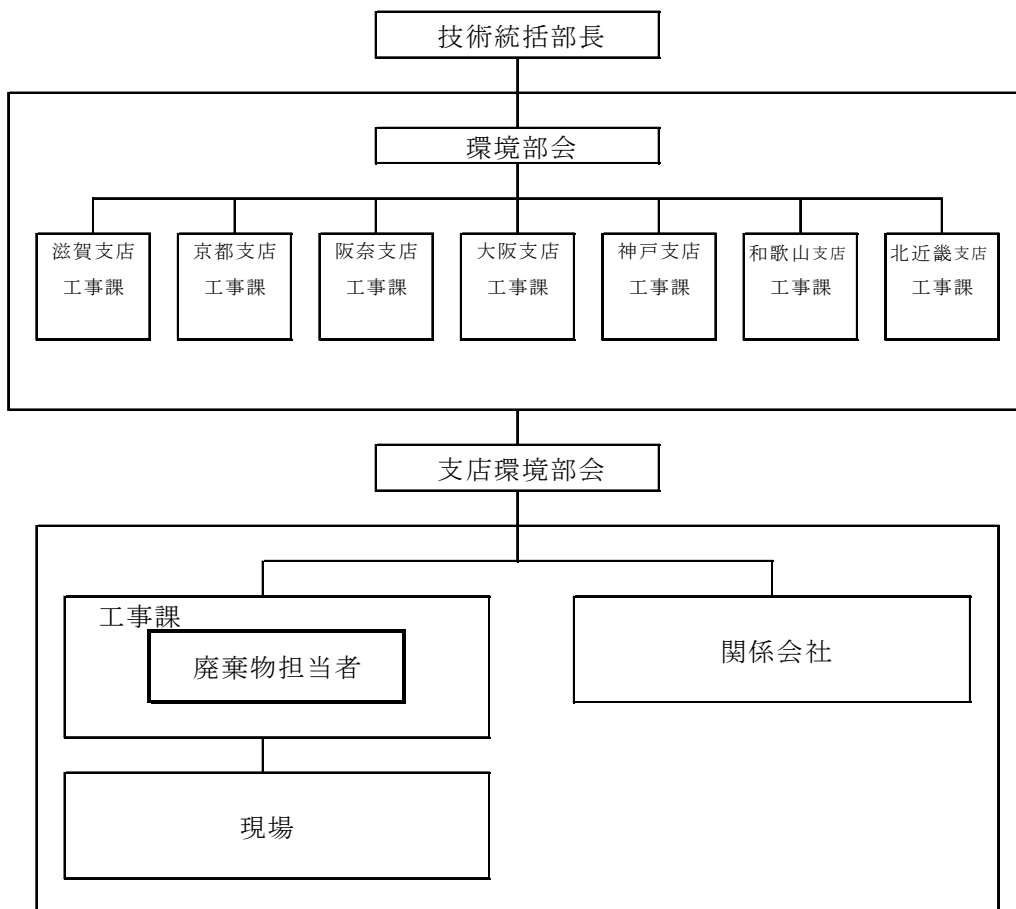 技術統括部長
環境部会
滋賀支店
工事課
京都支店
工事課
阪奈支店
工事課
大阪支店
工事課
神戸支店
工事課
和歌山支店
工事課
北近畿支店
工事課
支店環境部会
工事課
廃棄物担当者
関係会社
現場